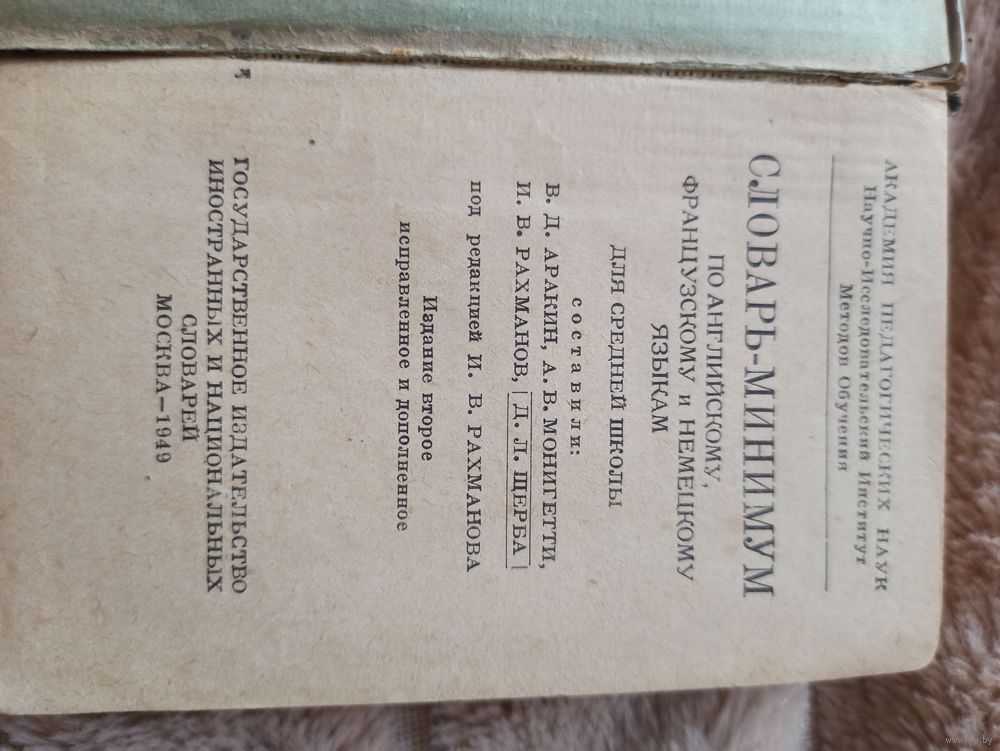 АКАДЕМИЯ ПЕДАГОГИЧЕСКИХ НАУК
Научно-Исследовательский Институт
Методов Обучения
СЛОВАРЬ-МИНИМУМ
ПО АНГЛИЙСКОМУ,
ФРАНЦУЗСКОМУ и НЕМЕЦКОМУ
ЯЗЫКАМ
ДЛЯ СРЕДНЕЙ ШКОЛЫ
составили:
В. Д. АРАКИН, А. В. МОНИГЕТТИ,
И. В. РАХМАНОВ, Д. Л. ЩЕРБА
под редакцией И. В. РАХМАНОВА
Издание второе
исправленное и дополненное
ГОСУДАРСТВЕННОЕ ИЗДАТЕЛЬСТВО
ИНОСТРАННЫХ И НАЦИОНАЛЬНЫХ
СЛОВАРЕЙ
МОСКВА—1949